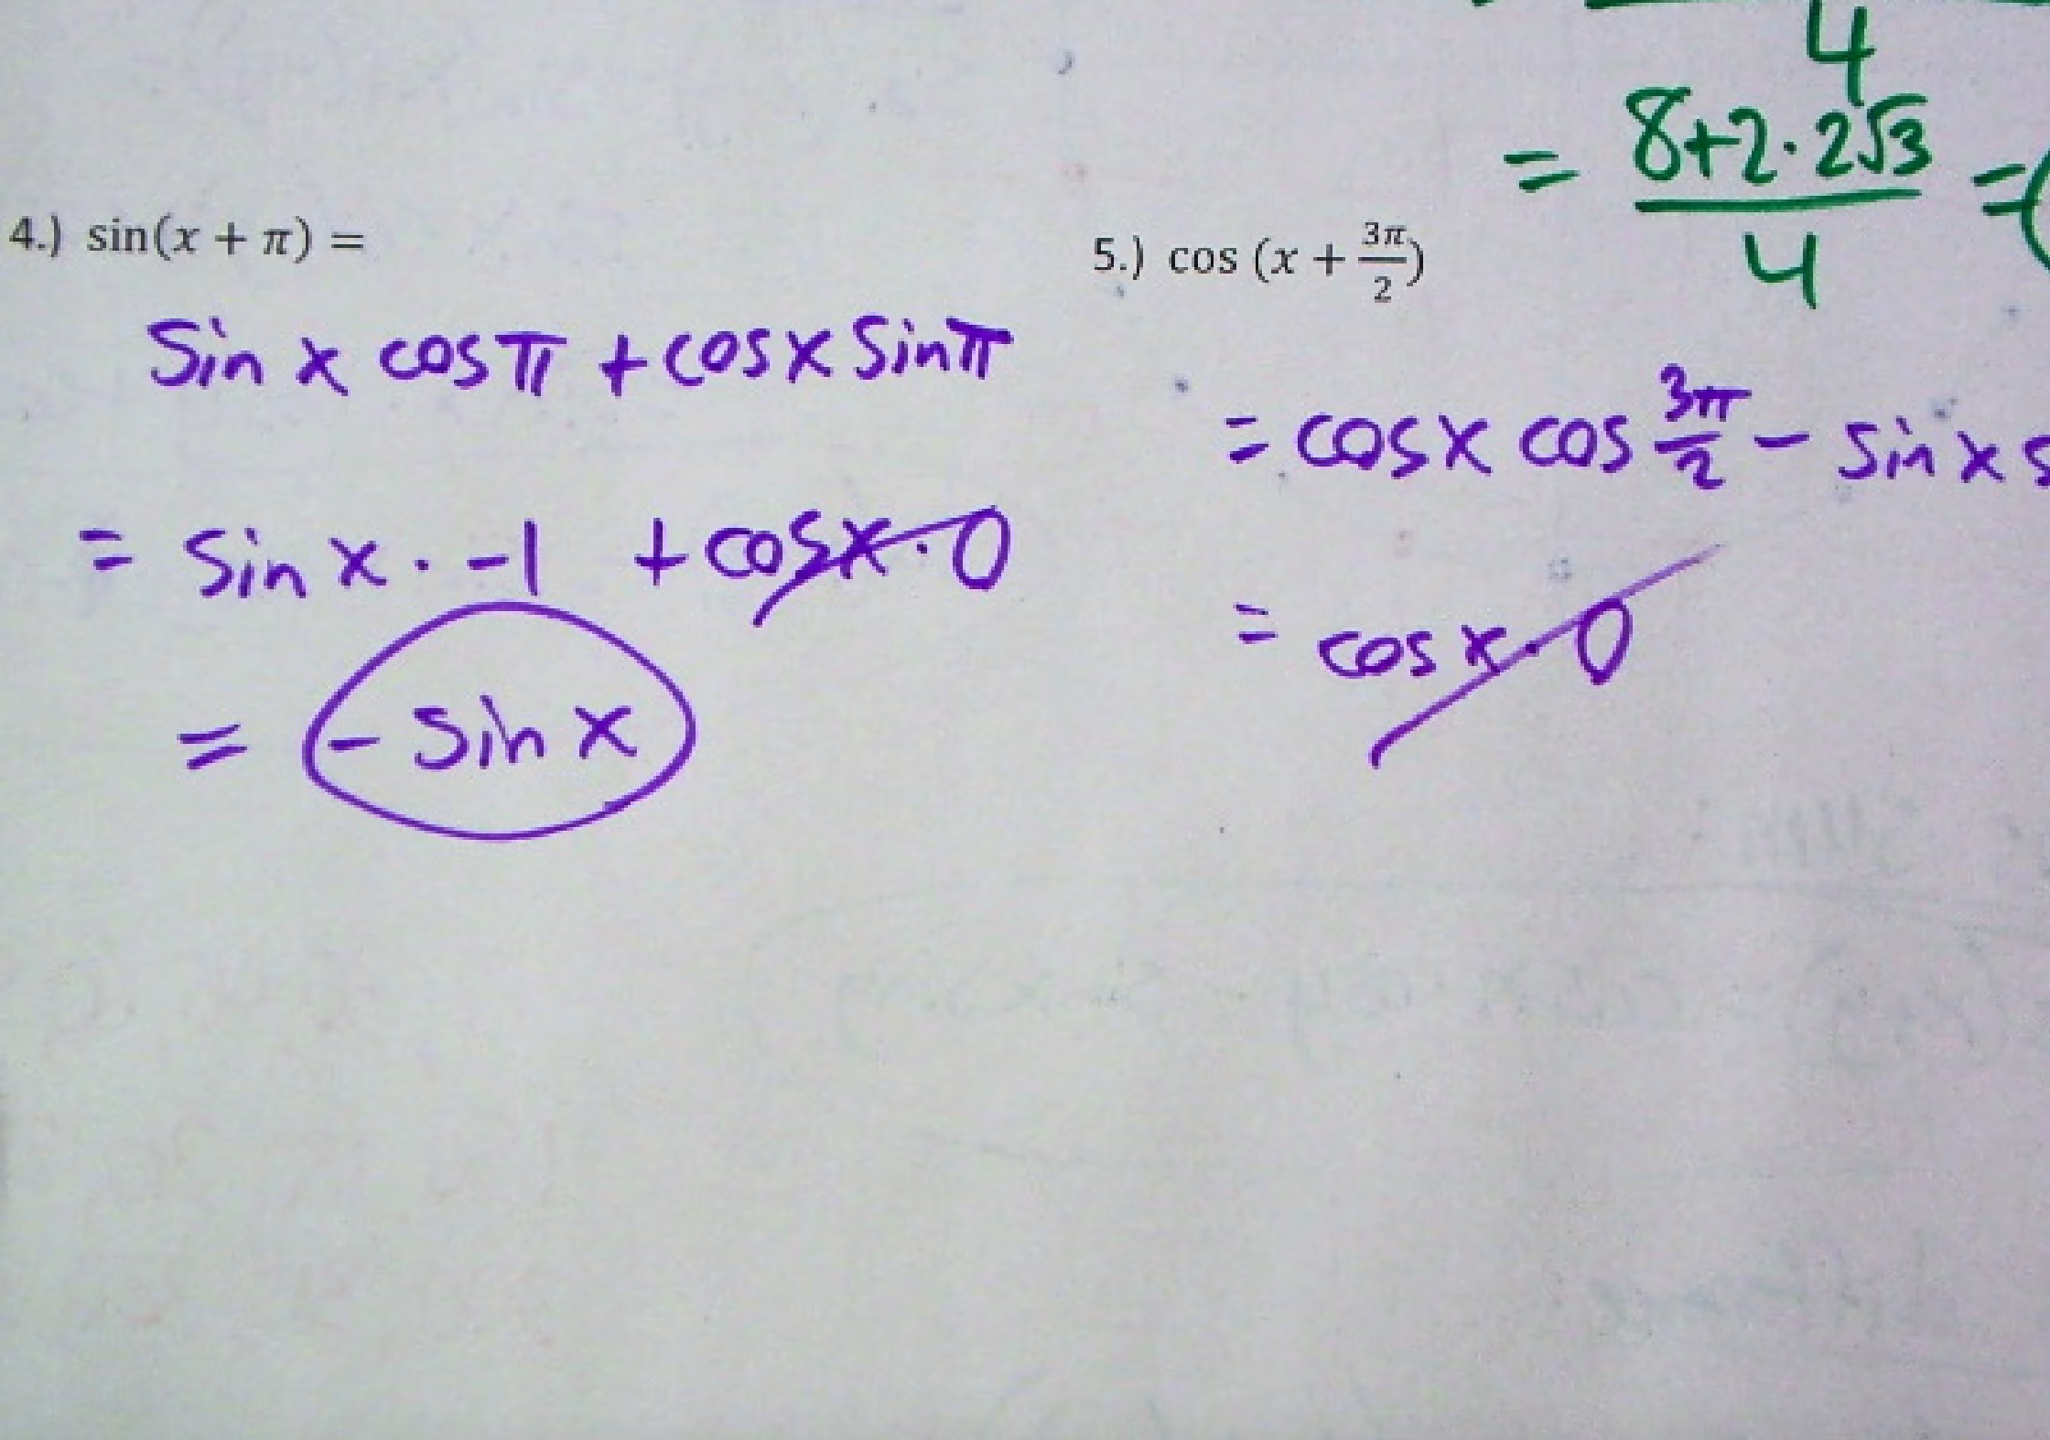 4
= 8+2·2√3 / 4 = (
4.) sin(x + π) =
sin x cos π + cos x sin π
= sin x · -1 + cos x · 0
= - sin x
5.) cos (x + 3π/2)
= cos x cos 3π/2 - sin x s
= cos x · 0